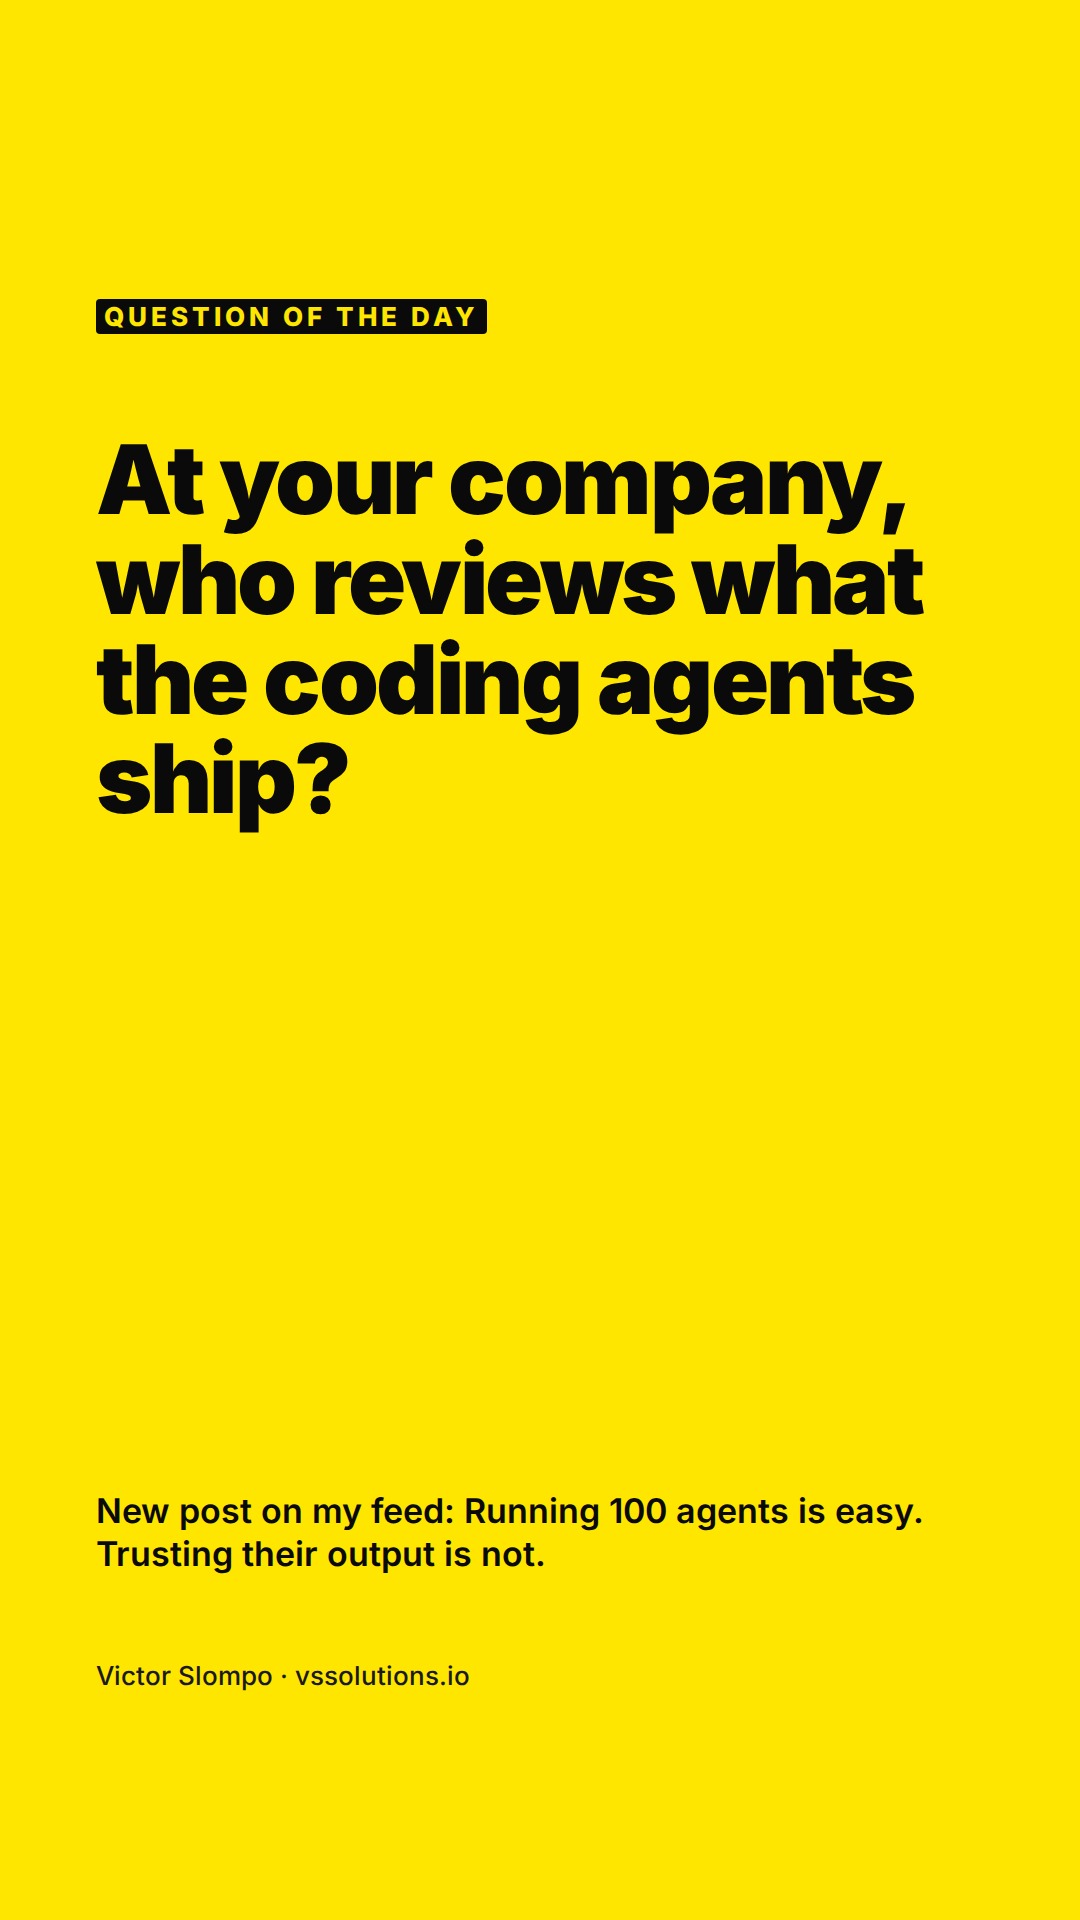 QUESTION OF THE DAY
At your company,
who reviews what
the coding agents
ship?
New post on my feed: Running 100 agents is easy.
Trusting their output is not.
Victor Slompo · vssolutions.io